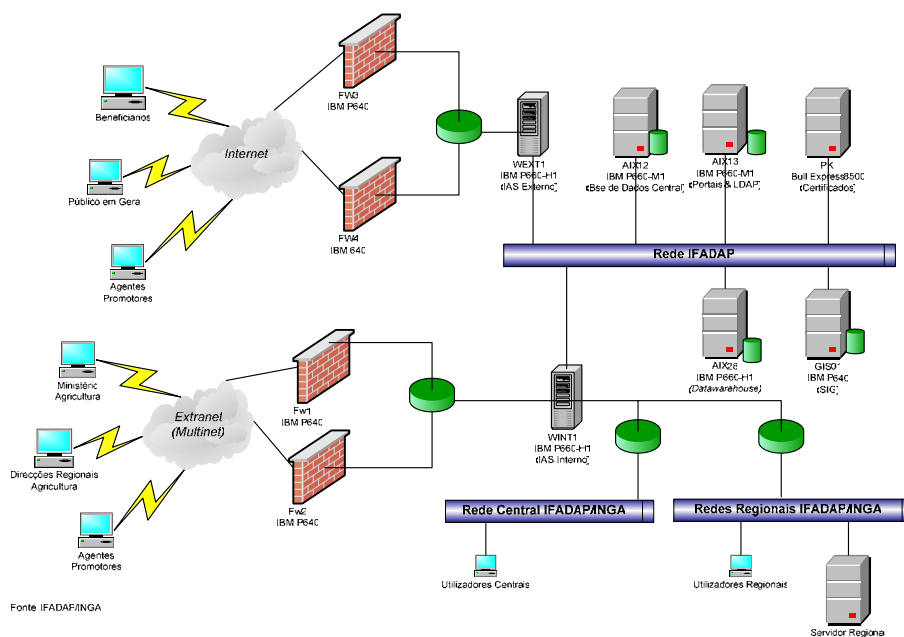 Beneficiarios
Público em Gera
Agentes
Promotores
Internet
FW3
IBM P640
FW4
IBM 640
WEXT1
IBM P660-H1
(IAS Externo)
AIX12
IBM P660-M1
(Bse de Dados Central)
AIX13
IBM P660-M1
(Portais & LDAP)
PK
Bull Express8500
(Certificados)
Rede IFADAP
AIX26
IBM P660-H1
(Datawarehouse)
GIS01
IBM P640
(SIG)
Ministéric
Agricultura
Direcções Regionais
Agricultura
Agentes
Promotores
Extranet
(Multinet)
Fw1
IBM P640
Fw2
IBM P640
WINT1
IBM P660-H1
(IAS Interno)
Rede Central IFADAP/INGA
Redes Regionais IFADAP/INGA
Utilizadores Centrais
Utilizadores Regionais
Servidor Regiona
Fonte IFADAP/INGA